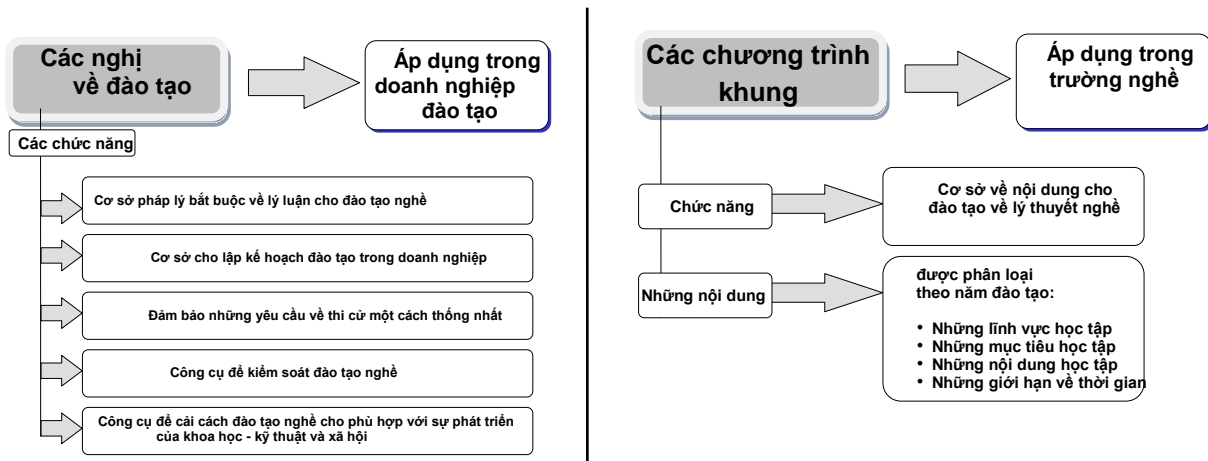 Các nghị
về đào tạo
Áp dụng trong
doanh nghiệp
đào tạo
Các chức năng
Cơ sở pháp lý bắt buộc về lý luận cho đào tạo nghề
Cơ sở cho lập kế hoạch đào tạo trong doanh nghiệp
Đảm bảo những yêu cầu về thi cử một cách thống nhất
Công cụ để kiểm soát đào tạo nghề
Công cụ để cải cách đào tạo nghề cho phù hợp với sự phát triển
của khoa học - kỹ thuật và xã hội
Các chương trình
khung
Áp dụng trong
trường nghề
Chức năng
Cơ sở về nội dung cho
đào tạo về lý thuyết nghề
Những nội dung
được phân loại
theo năm đào tạo:
• Những lĩnh vực học tập
• Những mục tiêu học tập
• Những nội dung học tập
• Những giới hạn về thời gian